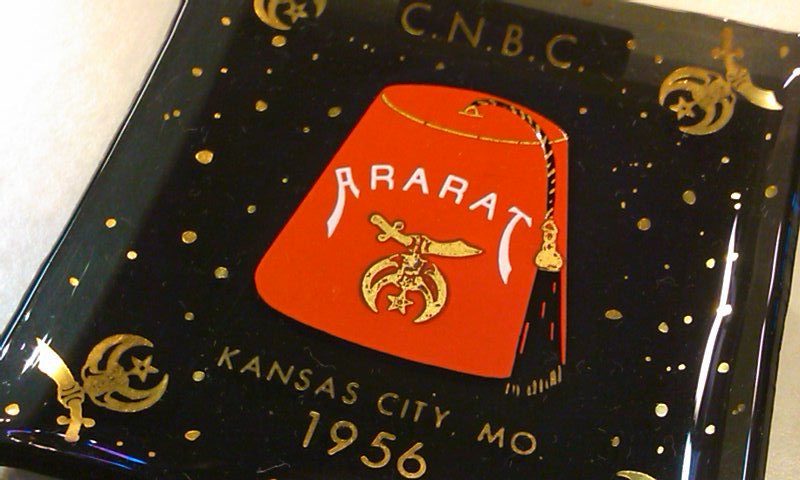 C.N.B.C.
ARARAT
KANSAS CITY, MO.
1956